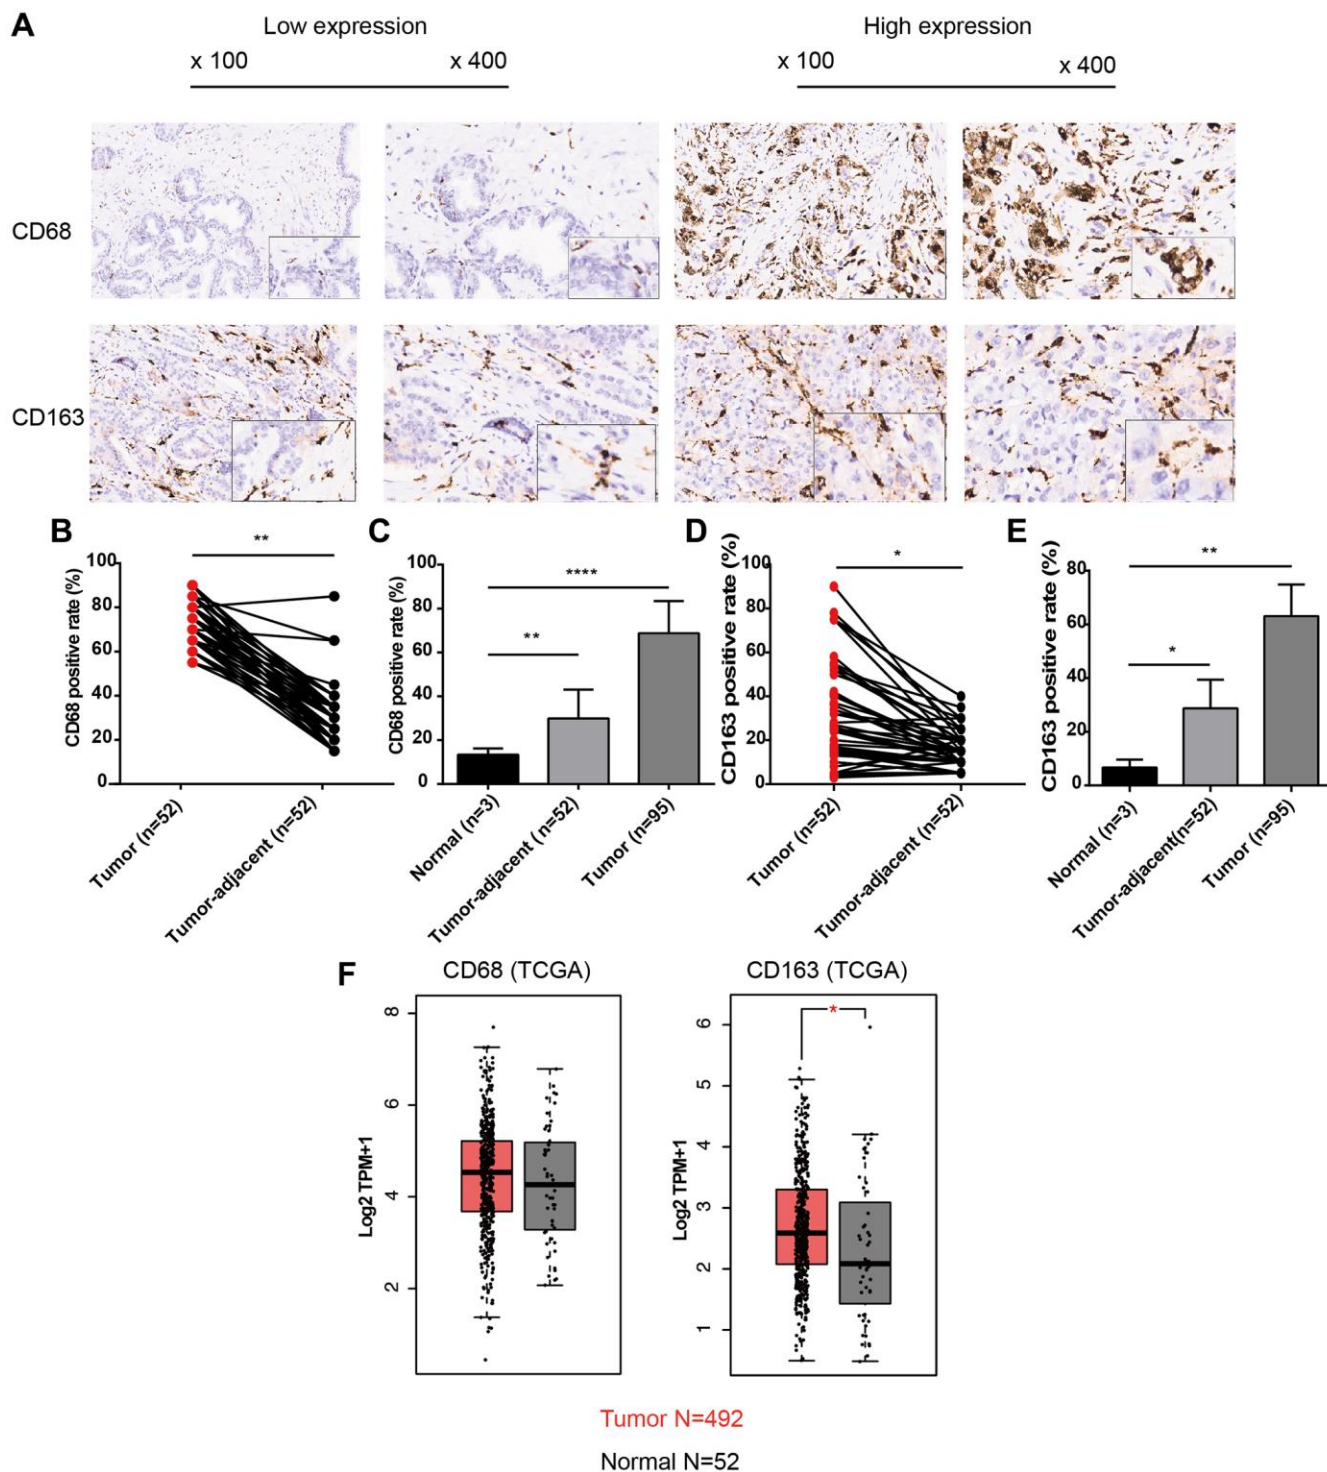 A
Low expression
High expression
x 100
x 400
x 100
x 400
CD68
CD163
B
**
CD68 positive rate (%)
100
80
60
40
20
0
Tumor (n=52)
Tumor-adjacent (n=52)
C
****
**
CD68 positive rate (%)
100
80
60
40
20
0
Normal (n=3)
Tumor-adjacent (n=52)
Tumor (n=95)
D
*
CD163 positive rate (%)
100
80
60
40
20
0
Tumor (n=52)
Tumor-adjacent (n=52)
E
**
*
CD163 positive rate (%)
80
60
40
20
0
Normal (n=3)
Tumor-adjacent(n=52)
Tumor (n=95)
F
CD68 (TCGA)
Log2 TPM+1
8
6
4
2
CD163 (TCGA)
*
Log2 TPM+1
6
5
4
3
2
1
Tumor N=492
Normal N=52